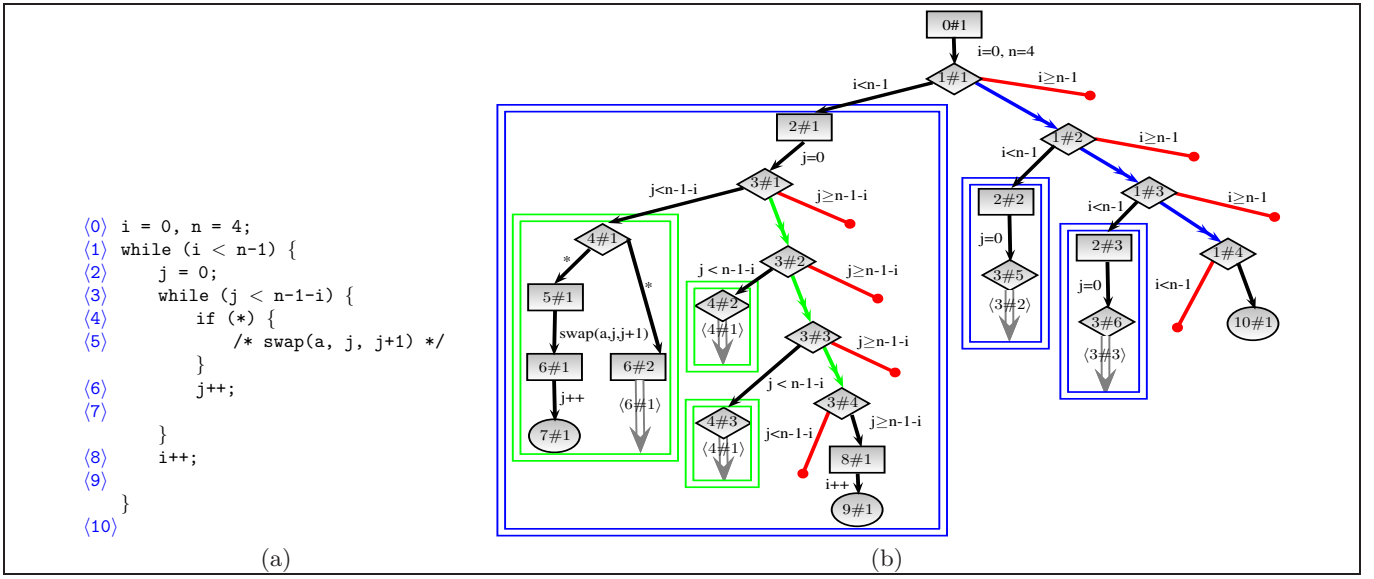 ⟨0⟩ i = 0, n = 4;
⟨1⟩ while (i < n-1) {
⟨2⟩ j = 0;
⟨3⟩ while (j < n-1-i) {
⟨4⟩ if (*) {
⟨5⟩ /* swap(a, j, j+1) */
}
⟨6⟩ j++;
⟨7⟩
}
⟨8⟩ i++;
⟨9⟩
}
⟨10⟩
(a)
0#1
i=0, n=4
1#1
i<n-1
i≥n-1
2#1
j=0
3#1
j<n-1-i
j≥n-1-i
4#1
*
*
5#1
swap(a,j,j+1)
6#1
6#2
j++
⟨6#1⟩
7#1
3#2
j < n-1-i
j≥n-1-i
4#2
⟨4#1⟩
3#3
j < n-1-i
j≥n-1-i
4#3
⟨4#1⟩
3#4
j<n-1-i
j≥n-1-i
8#1
i++
9#1
1#2
i<n-1
i≥n-1
2#2
j=0
3#5
⟨3#2⟩
1#3
i<n-1
i≥n-1
2#3
j=0
3#6
⟨3#3⟩
1#4
i<n-1
10#1
(b)